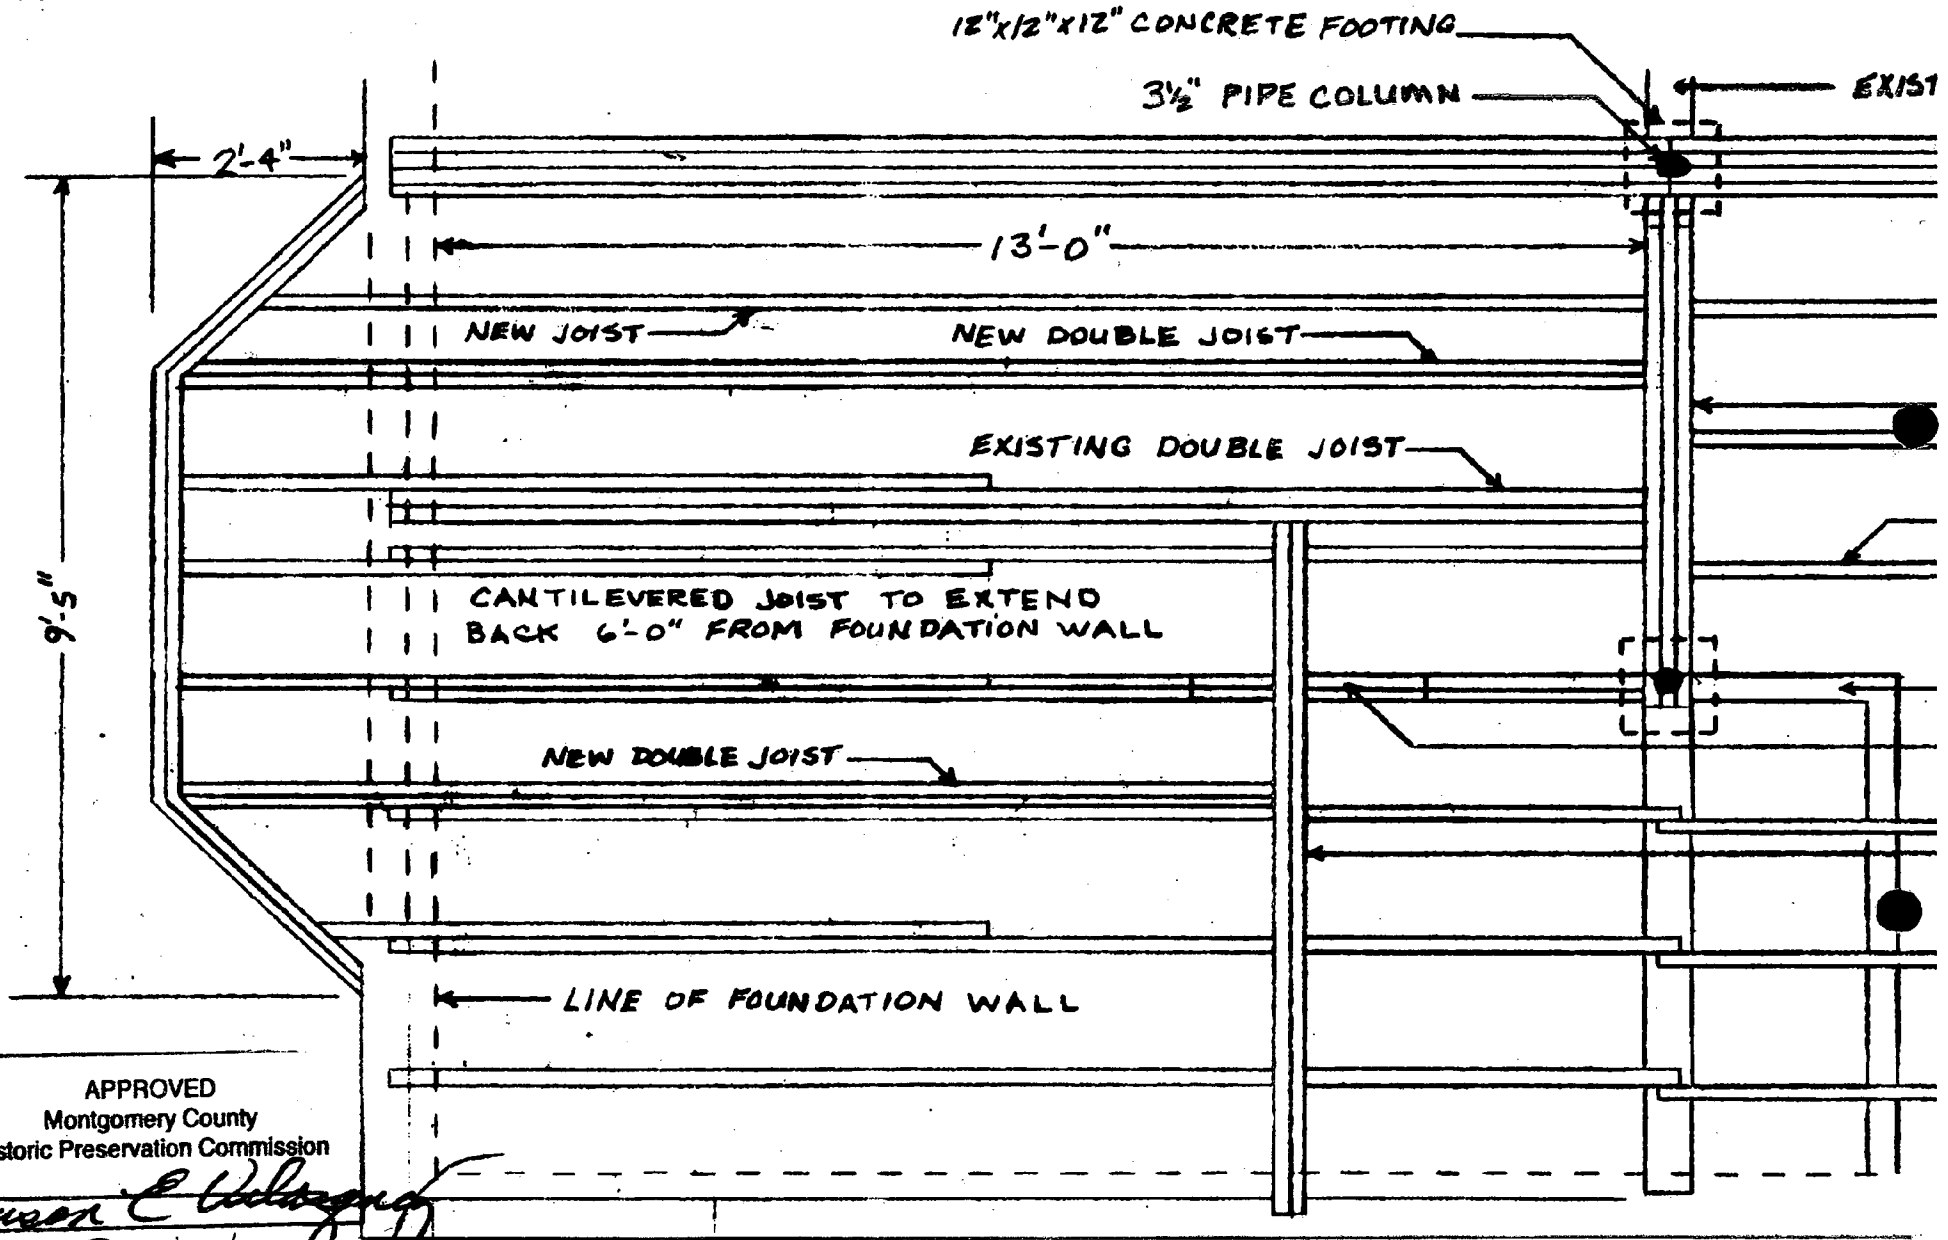 12"x12"x12" CONCRETE FOOTING
3½" PIPE COLUMN
EXIST
2'-4"
13'-0"
NEW JOIST
NEW DOUBLE JOIST
EXISTING DOUBLE JOIST
9'-5"
CANTILEVERED JOIST TO EXTEND
BACK 6'-0" FROM FOUNDATION WALL
NEW DOUBLE JOIST
LINE OF FOUNDATION WALL
APPROVED
Montgomery County
storic Preservation Commission